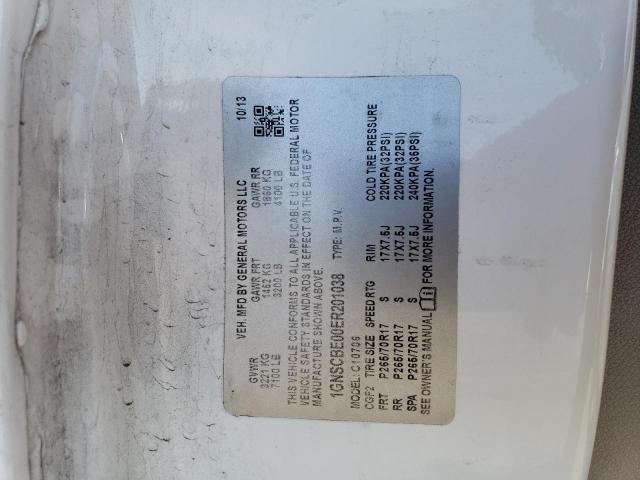 VEH. MFD BY GENERAL MOTORS LLC 10/13
GVWR GAWR FRT GAWR RR
3221 KG 1452 KG 1860 KG
7100 LB 3200 LB 4100 LB
THIS VEHICLE CONFORMS TO ALL APPLICABLE U.S. FEDERAL MOTOR
VEHICLE SAFETY STANDARDS IN EFFECT ON THE DATE OF
MANUFACTURE SHOWN ABOVE.
1GNSCBE00ER201038 TYPE: M.P.V.
MODEL: C10706
CGF2 TIRE SIZE SPEED RTG RIM COLD TIRE PRESSURE
FRT P265/70R17 S 17X7.5J 220KPA(32PSI)
RR P265/70R17 S 17X7.5J 220KPA(32PSI)
SPA P265/70R17 S 17X7.5J 240KPA(35PSI)
SEE OWNER'S MANUAL FOR MORE INFORMATION.